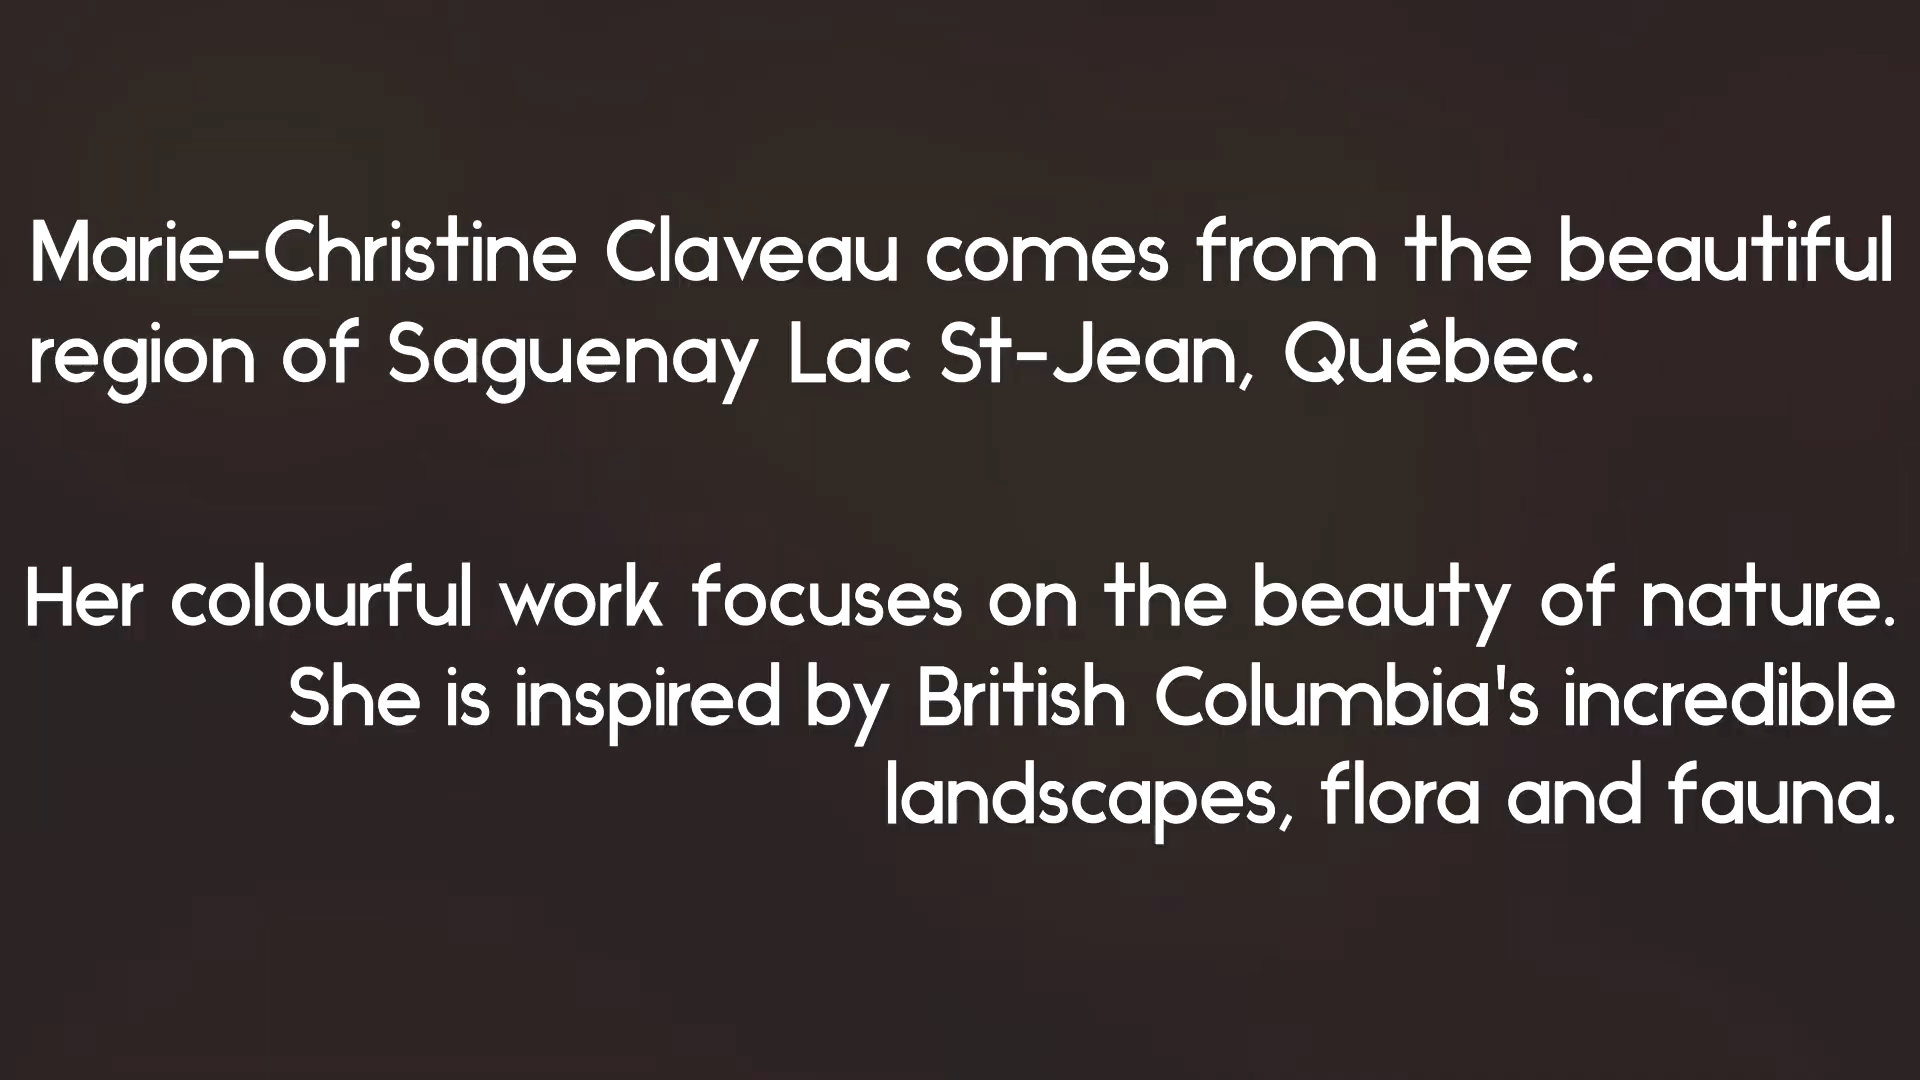 Marie-Christine Claveau comes from the beautiful
region of Saguenay Lac St-Jean, Québec.
Her colourful work focuses on the beauty of nature.
She is inspired by British Columbia's incredible
landscapes, flora and fauna.